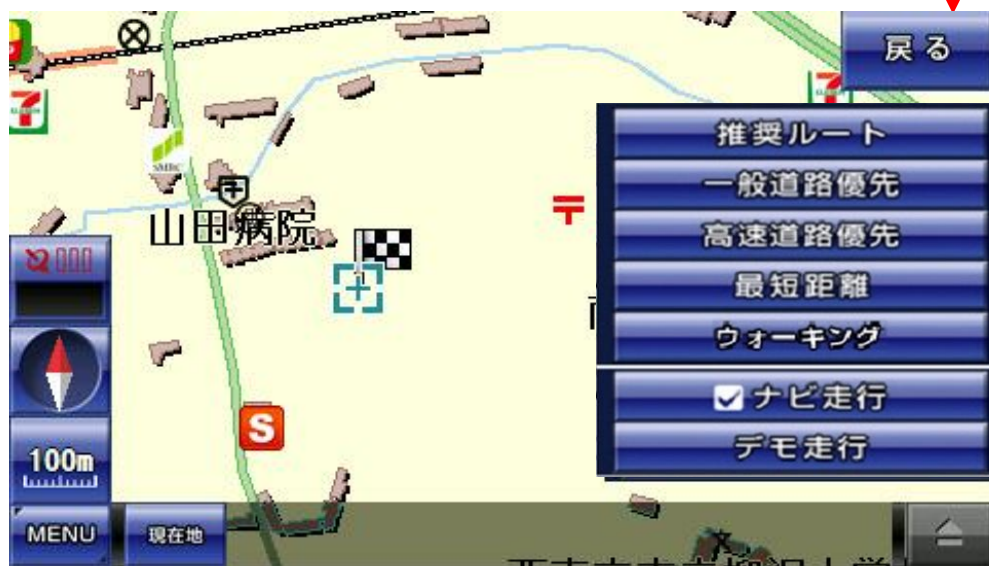 戻る
推奨ルート
一般道路優先
高速道路優先
最短距離
山田病院
ウォーキング
S
ナビ走行
100m
デモ走行
MENU
現在地